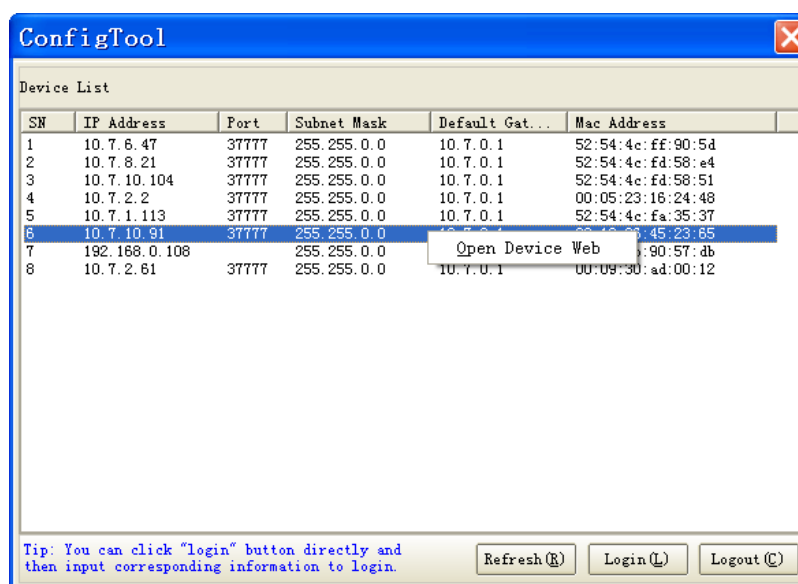 ConfigTool
Device List
SN IP Address Port Subnet Mask Default Gat... Mac Address
1 10.7.6.47 37777 255.255.0.0 10.7.0.1 52:54:4c:ff:90:5d
2 10.7.8.21 37777 255.255.0.0 10.7.0.1 52:54:4c:fd:58:e4
3 10.7.10.104 37777 255.255.0.0 10.7.0.1 52:54:4c:fd:58:51
4 10.7.2.2 37777 255.255.0.0 10.7.0.1 00:05:23:16:24:48
5 10.7.1.113 37777 255.255.0.0 10.7.0.1 52:54:4c:fa:35:37
6 10.7.10.91 37777 255.255.0.0 :45:23:65
Open Device Web
7 192.168.0.108 255.255.0.0 :90:57:db
8 10.7.2.61 37777 255.255.0.0 10.7.0.1 00:09:30:ad:00:12
Tip: You can click "login" button directly and
then input corresponding information to login.
Refresh(R) Login(L) Logout(C)